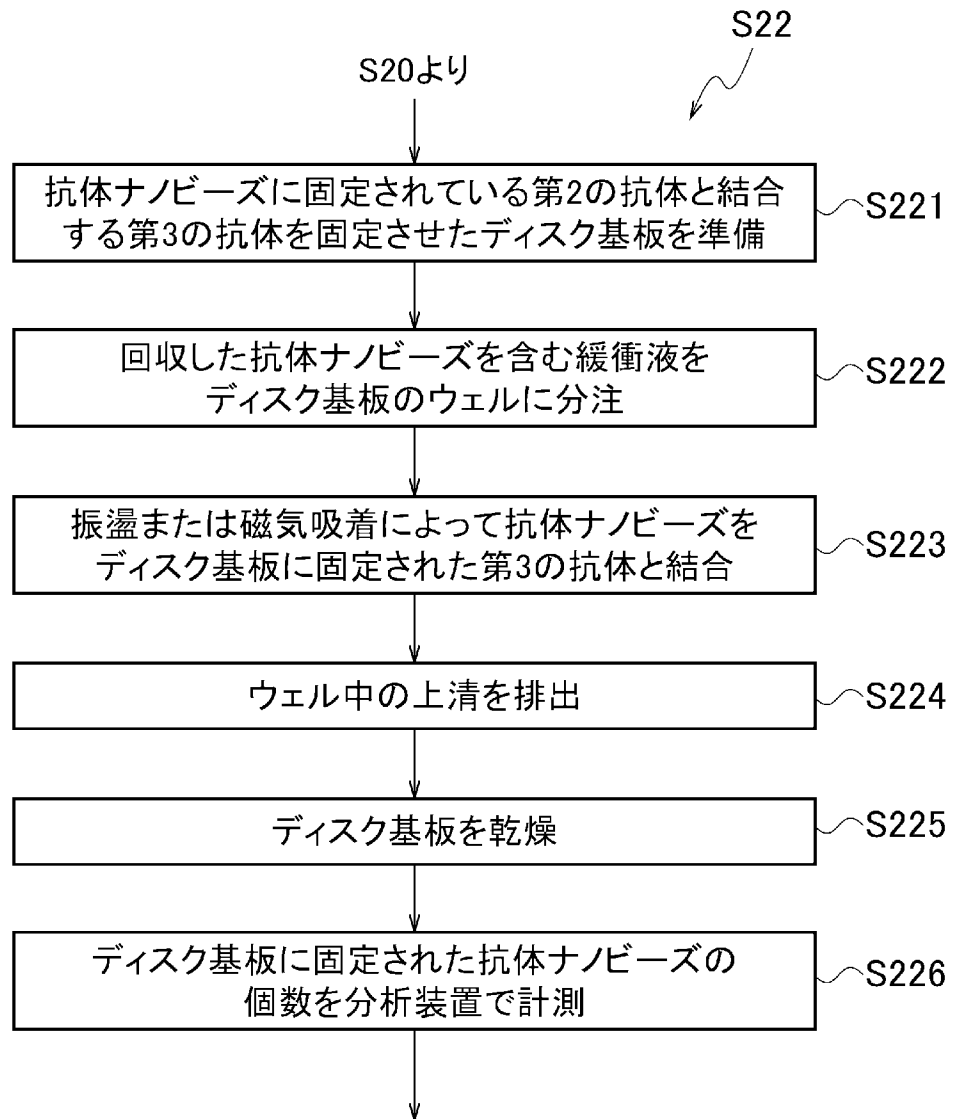 S22
S20より
抗体ナノビーズに固定されている第2の抗体と結合
する第3の抗体を固定させたディスク基板を準備
S221
回収した抗体ナノビーズを含む緩衝液を
ディスク基板のウェルに分注
S222
振盪または磁気吸着によって抗体ナノビーズを
ディスク基板に固定された第3の抗体と結合
S223
ウェル中の上清を排出
S224
ディスク基板を乾燥
S225
ディスク基板に固定された抗体ナノビーズの
個数を分析装置で計測
S226